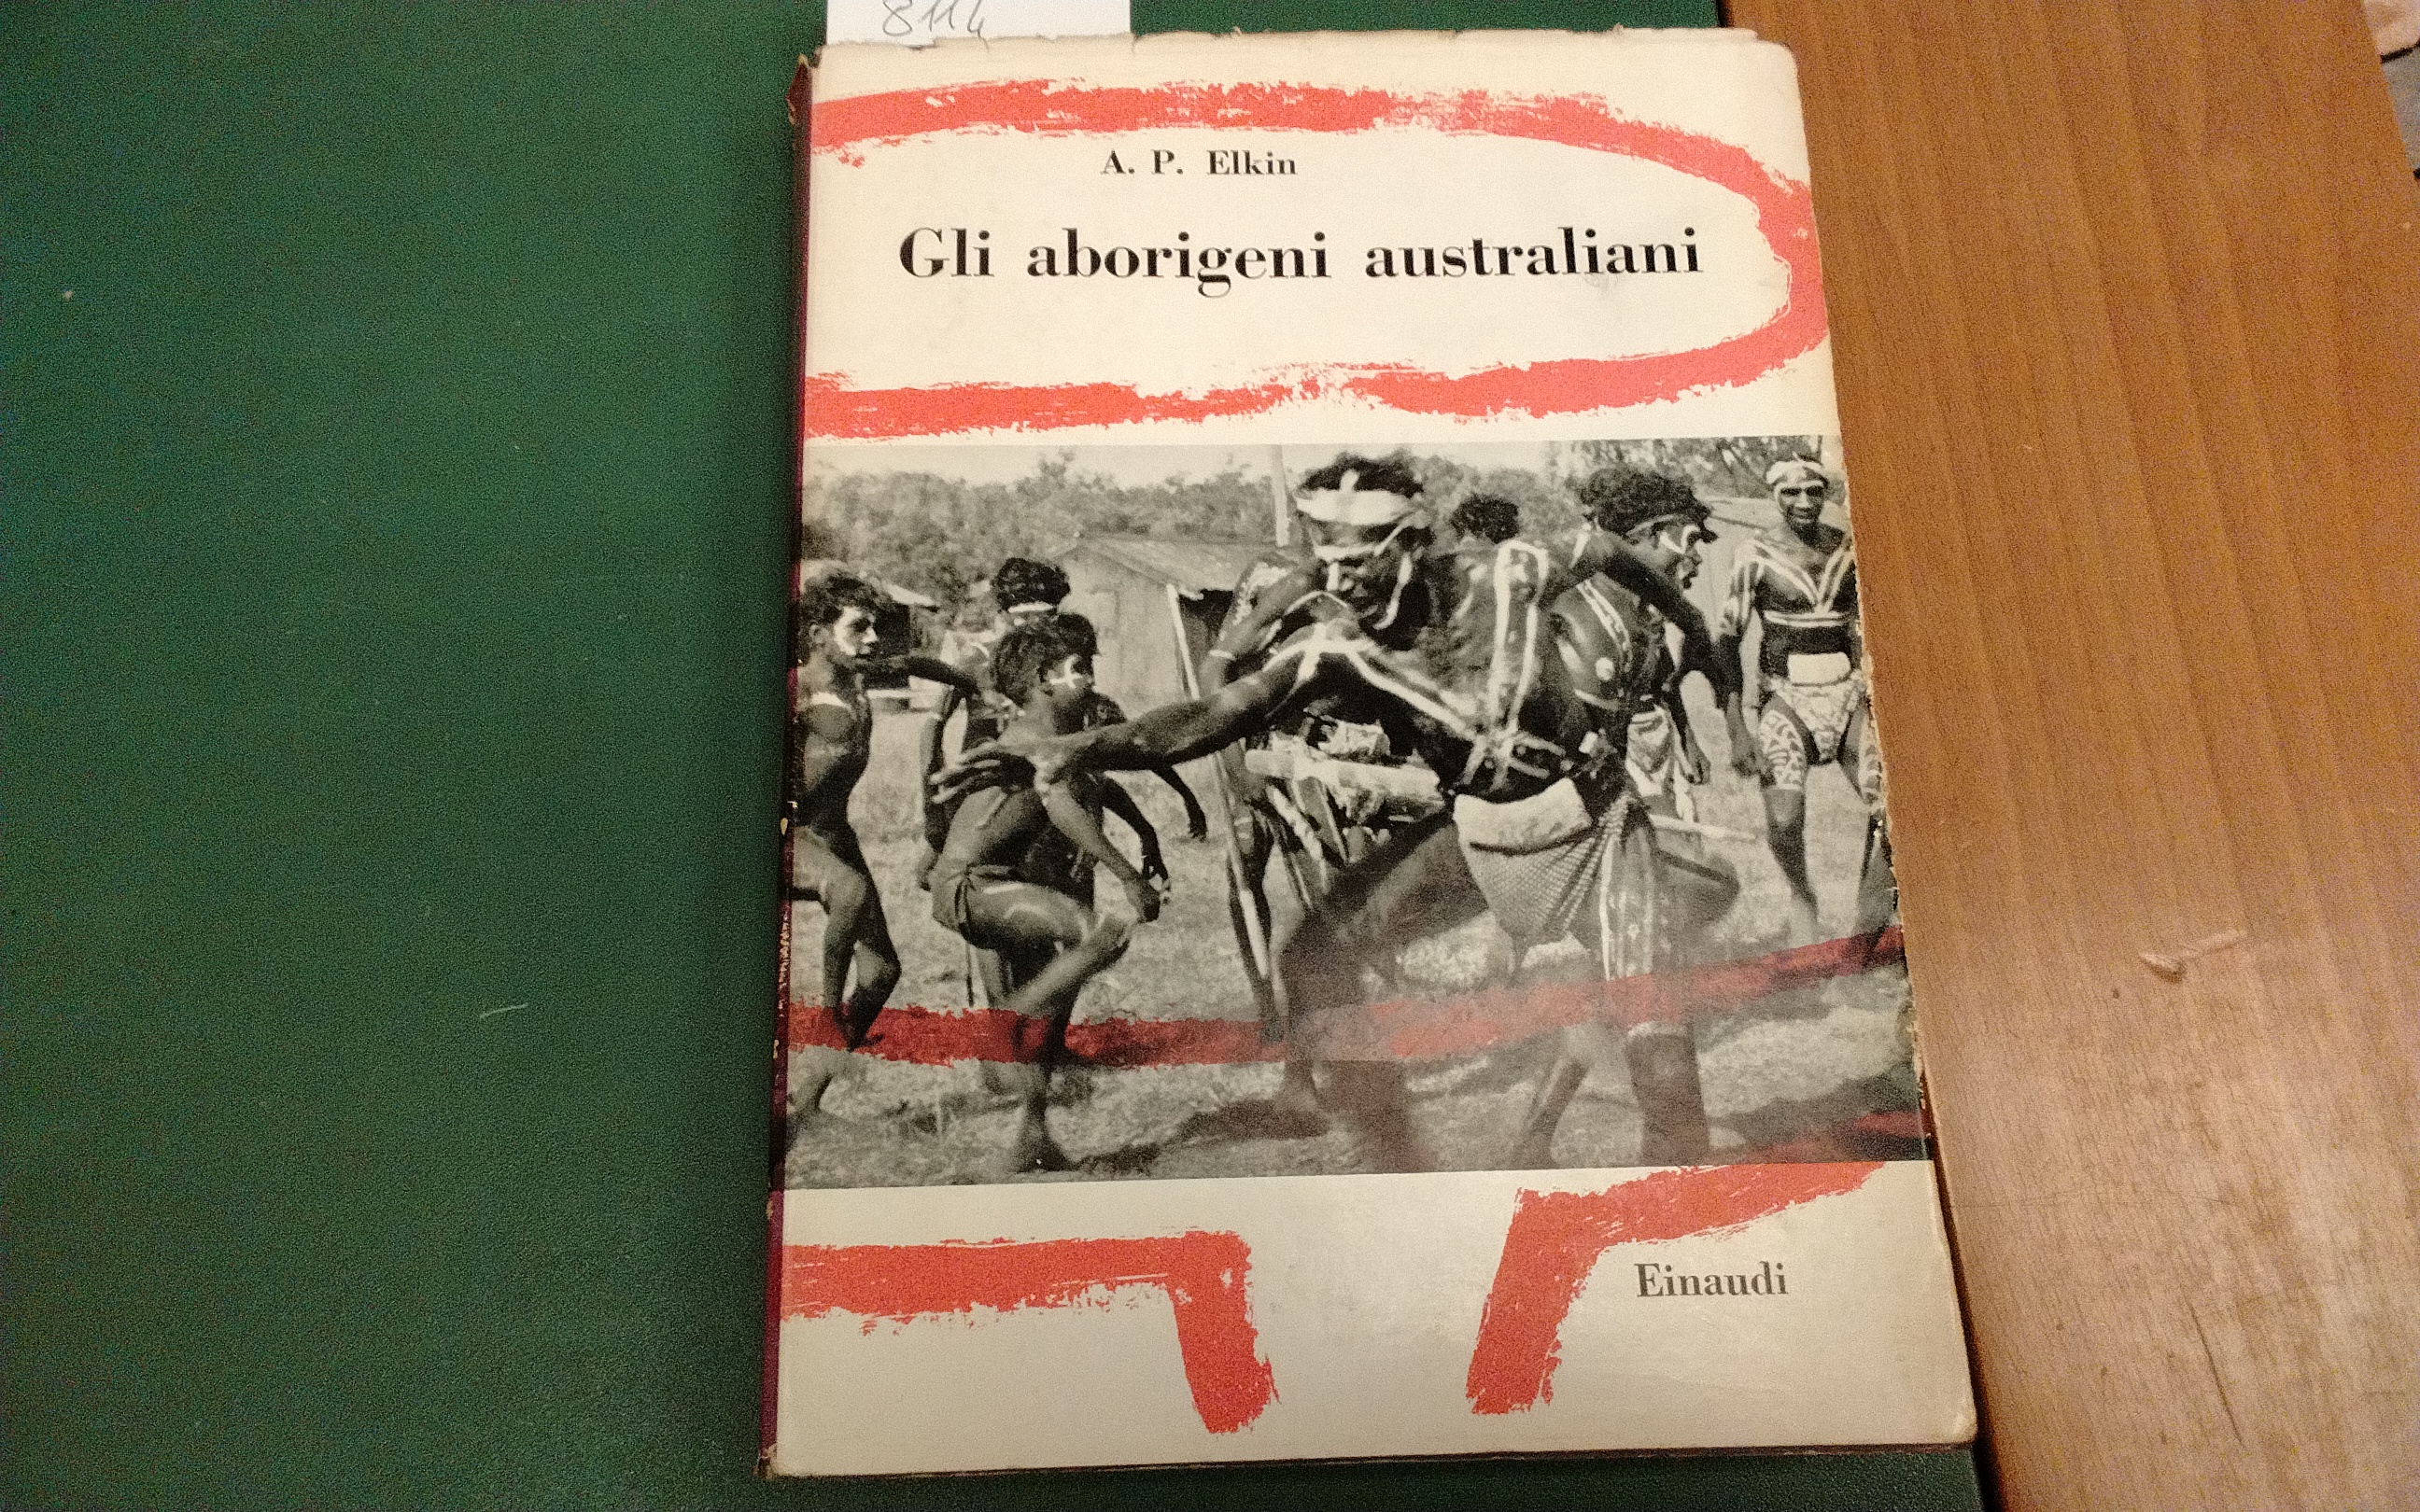 8114
A. P. Elkin
Gli aborigeni australiani
Einaudi